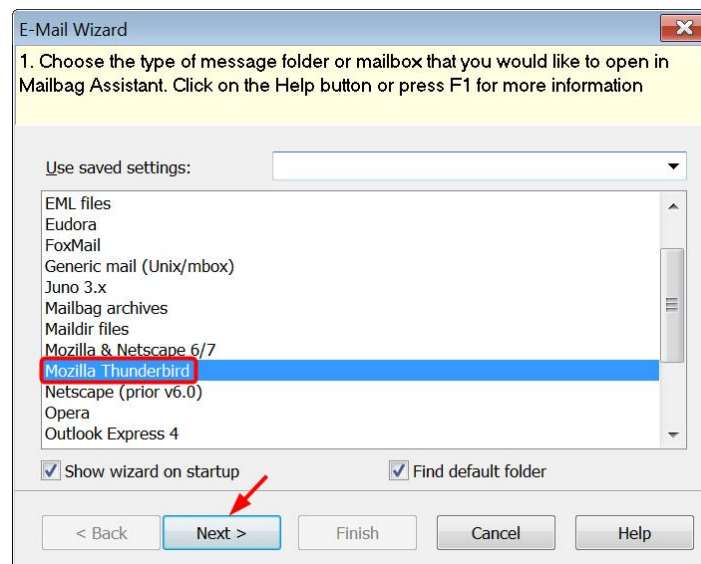 E-Mail Wizard
1. Choose the type of message folder or mailbox that you would like to open in
Mailbag Assistant. Click on the Help button or press F1 for more information
Use saved settings:
EML files
Eudora
FoxMail
Generic mail (Unix/mbox)
Juno 3.x
Mailbag archives
Maildir files
Mozilla & Netscape 6/7
Mozilla Thunderbird
Netscape (prior v6.0)
Opera
Outlook Express 4
Show wizard on startup Find default folder
< Back Next > Finish Cancel Help